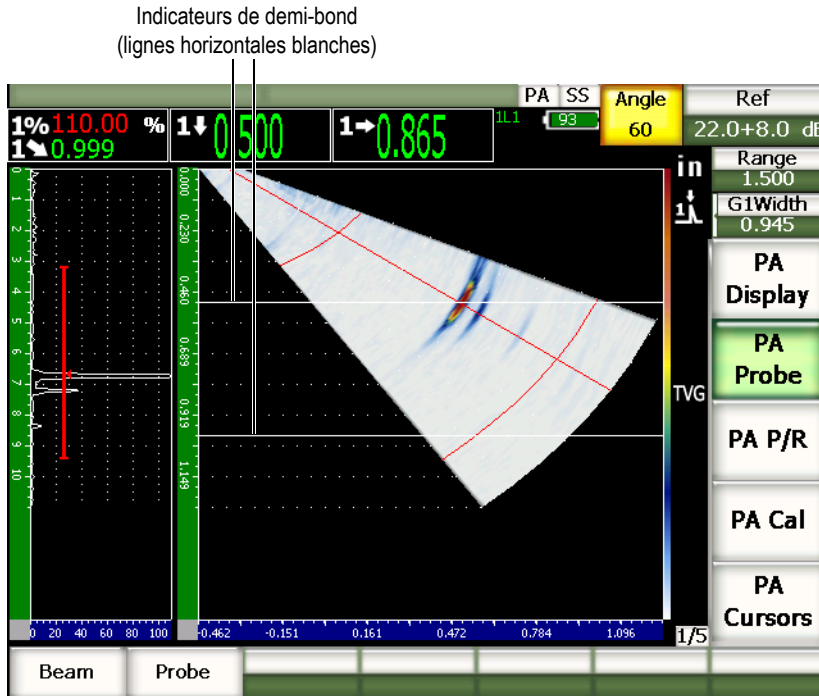 Indicateurs de demi-bond
(lignes horizontales blanches)
PA SS Angle Ref
60 22.0+8.0 dB
1% 110.00 % 1 0.500 1 0.865 1L1 93
1 0.999
in Range
1.500
G1Width
0.945
1
PA
Display
PA
Probe
TVG
PA P/R
PA Cal
PA
Cursors
0
1
2
3
4
5
6
7
8
9
10
0.000
0.230
0.460
0.689
0.919
1.149
0 20 40 60 80 100
-0.462 -0.151 0.161 0.472 0.784 1.096 1/5
Beam Probe